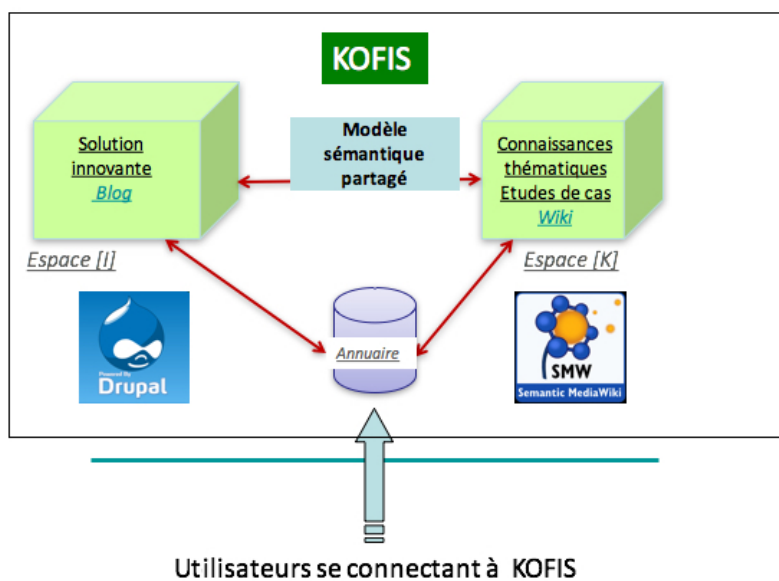 KOFIS
Solution
innovante
Blog
Modèle
sémantique
partagé
Connaissances
thématiques
Etudes de cas
Wiki
Espace [I]
Espace [K]
Powered By
Drupal
Annuaire
SMW
Semantic MediaWiki
Utilisateurs se connectant à KOFIS